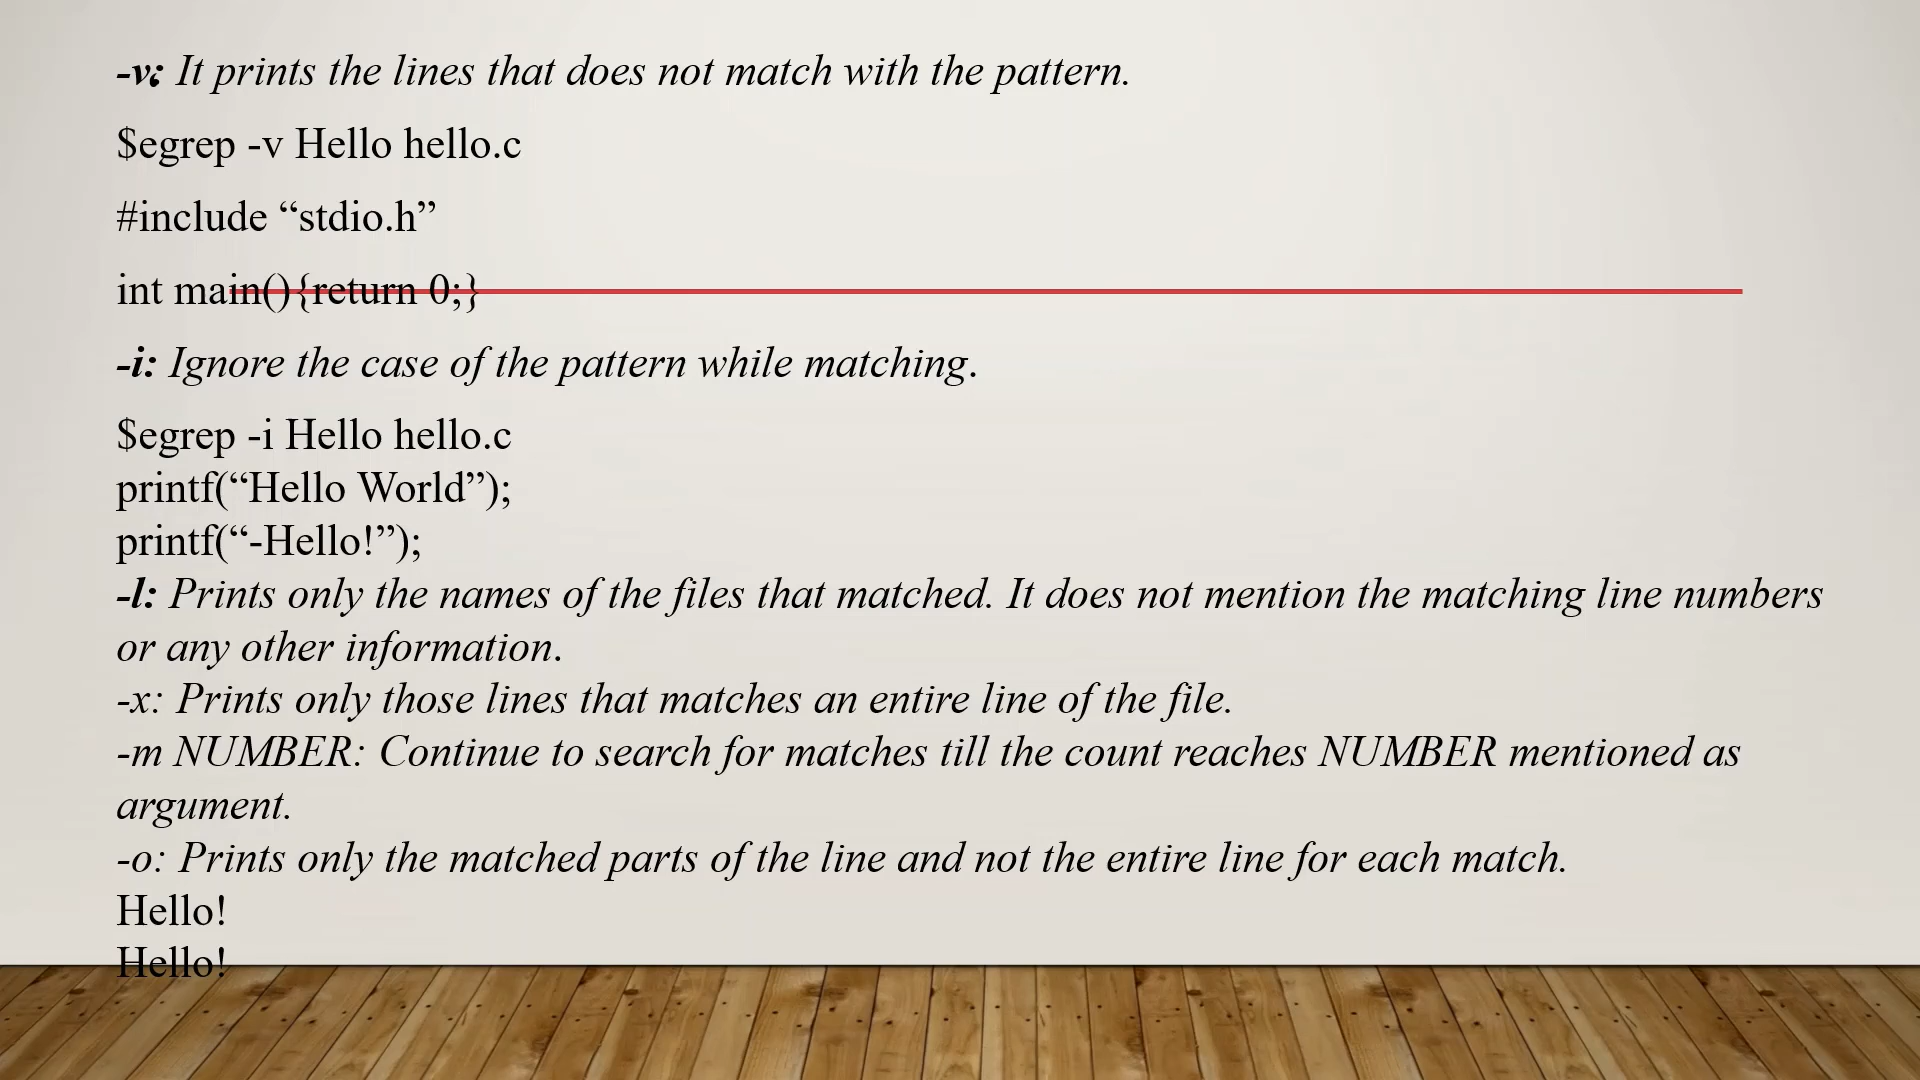 -v: It prints the lines that does not match with the pattern.
$egrep -v Hello hello.c
#include “stdio.h”
int main(){return 0;}
-i: Ignore the case of the pattern while matching.
$egrep -i Hello hello.c
printf(“Hello World”);
printf(“-Hello!”);
-l: Prints only the names of the files that matched. It does not mention the matching line numbers
or any other information.
-x: Prints only those lines that matches an entire line of the file.
-m NUMBER: Continue to search for matches till the count reaches NUMBER mentioned as
argument.
-o: Prints only the matched parts of the line and not the entire line for each match.
Hello!
Hello!